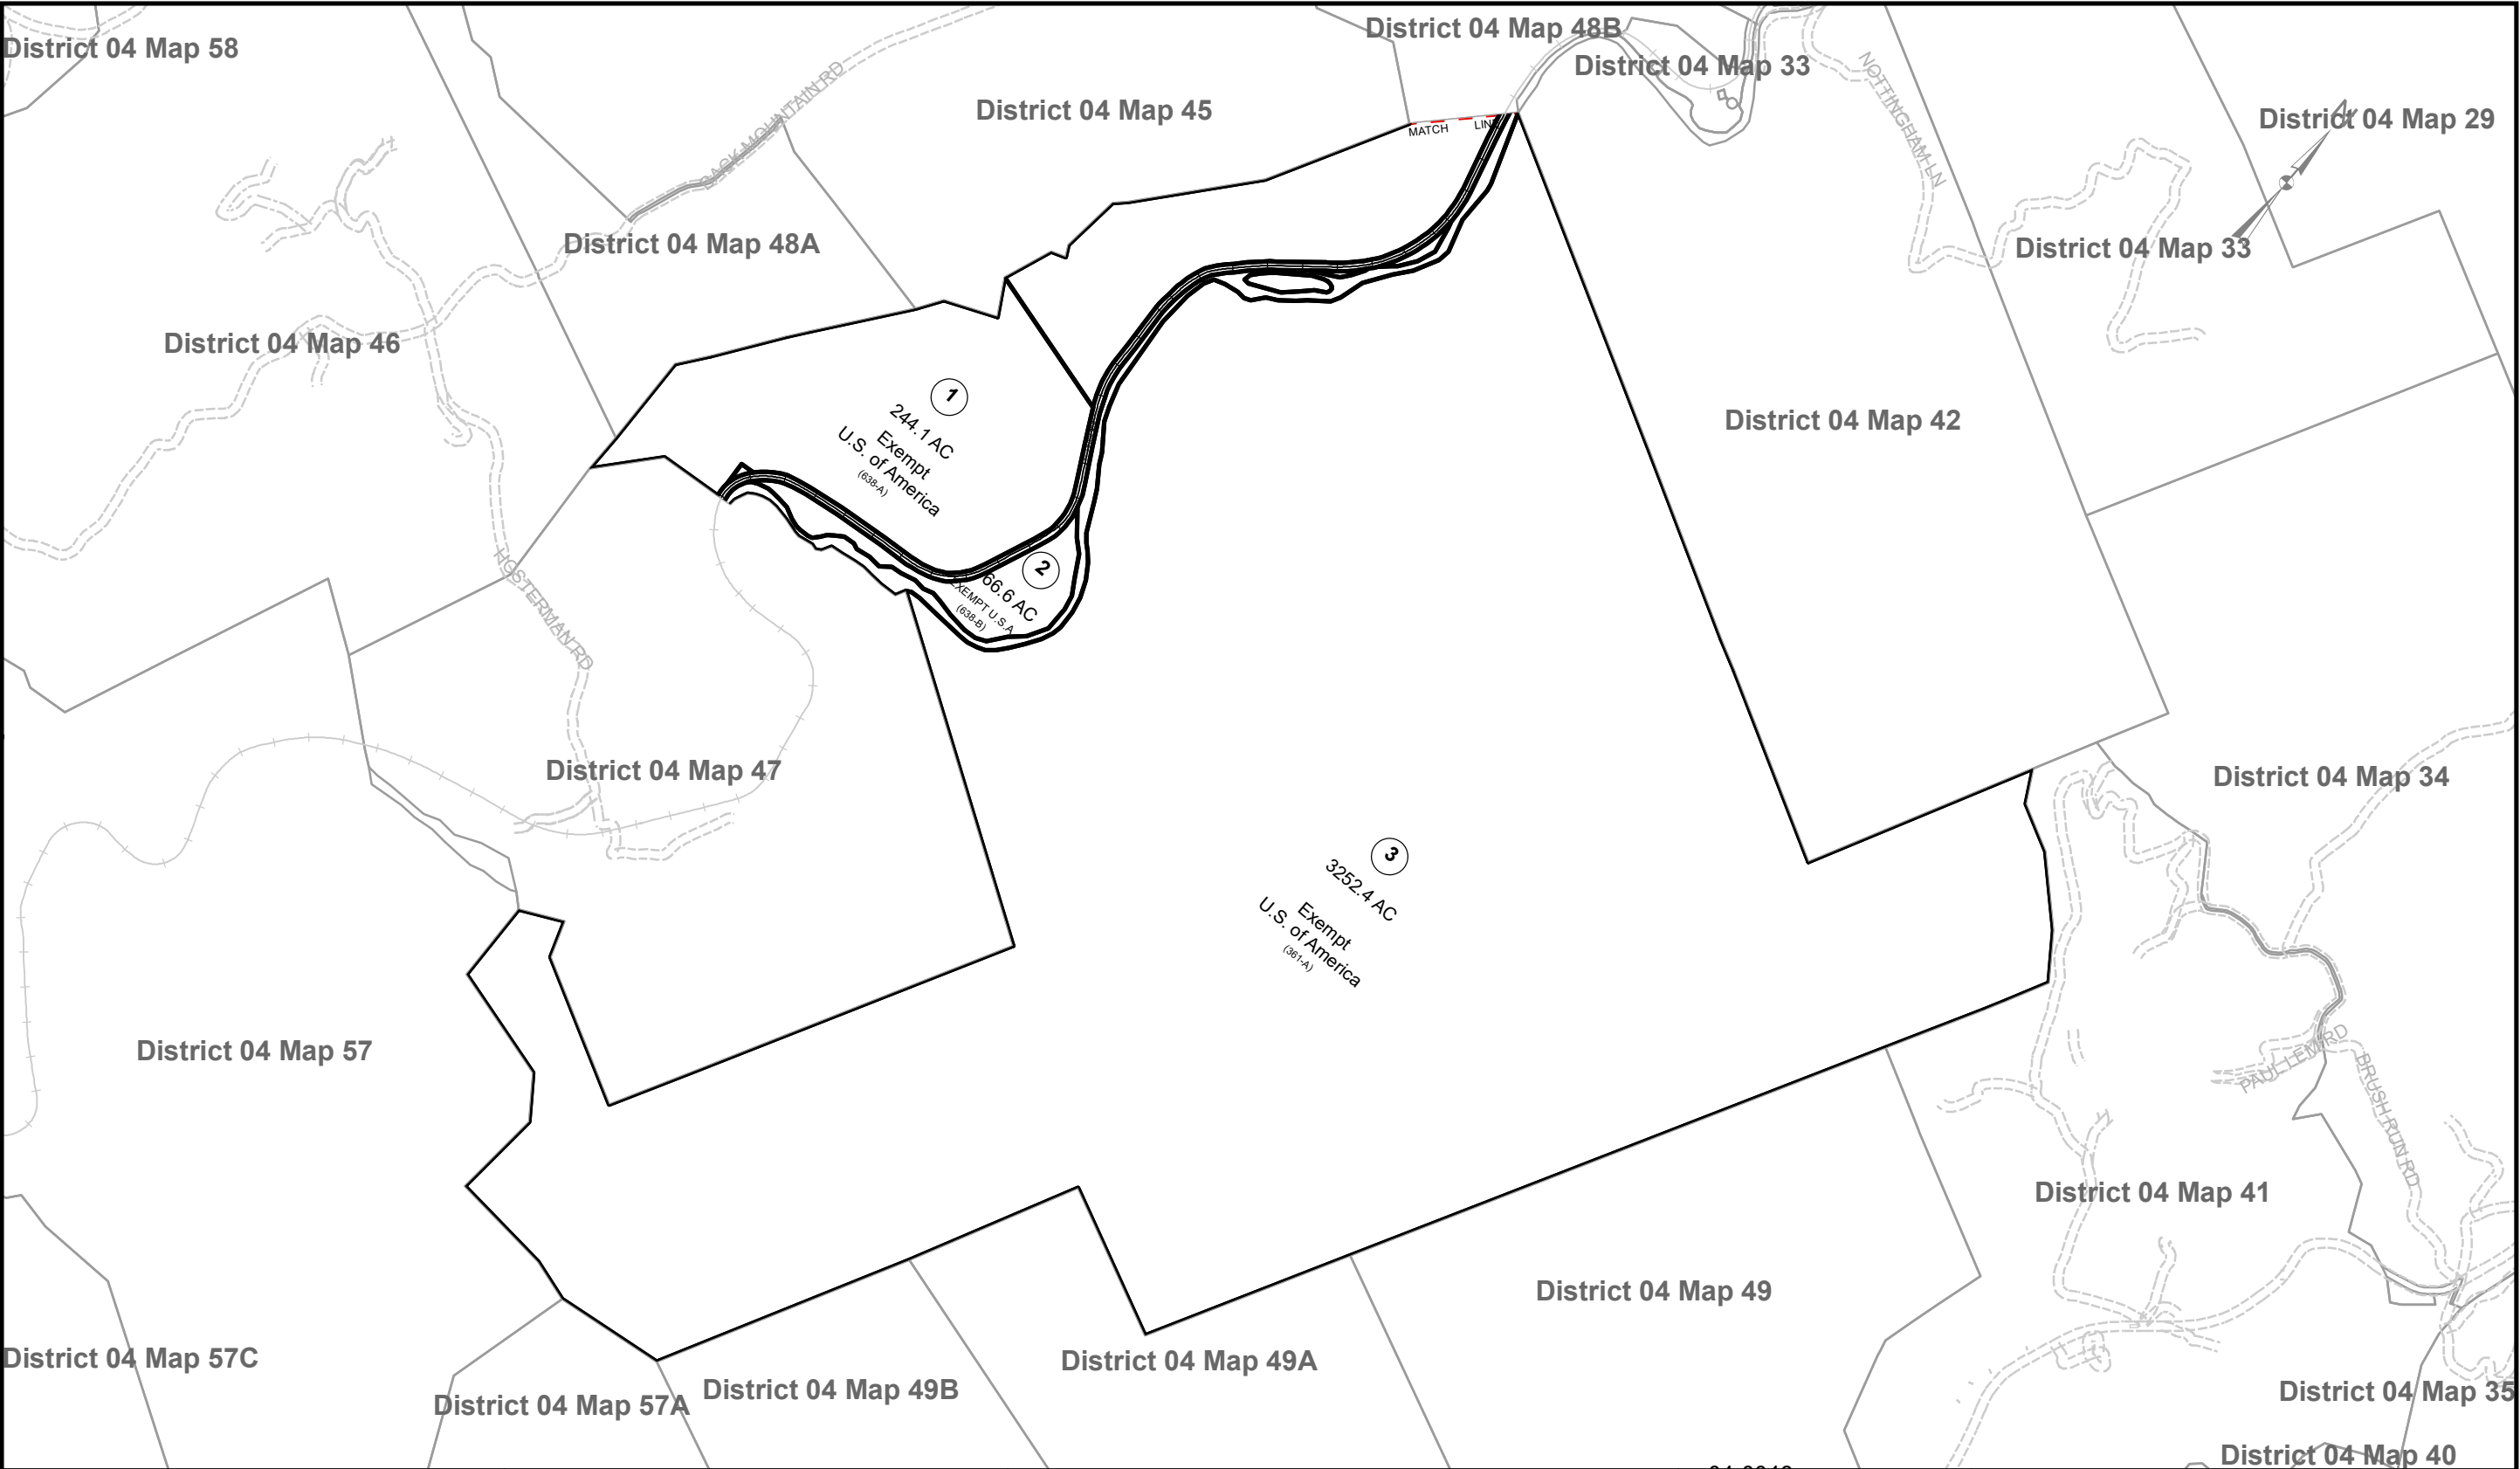 District 04 Map 48B
District 04 Map 58
District 04 Map 33
BACK MOUNTAIN RD
District 04 Map 45
NOTTINGHAM LN
District 04 Map 29
MATCH LINE
District 04 Map 48A
District 04 Map 33
District 04 Map 46
1
244.1 AC
Exempt
U.S. of America
(638-A)
District 04 Map 42
2
66.6 AC
EXEMPT U.S.A.
(638-B)
HOSTERMAN RD
District 04 Map 47
District 04 Map 34
3
3252.4 AC
Exempt
U.S. of America
(361-A)
District 04 Map 57
PAUL LEM RD
BRUSH RUN RD
District 04 Map 41
District 04 Map 49
District 04 Map 57C
District 04 Map 49A
District 04 Map 49B
District 04 Map 57A
District 04 Map 35
District 04 Map 40